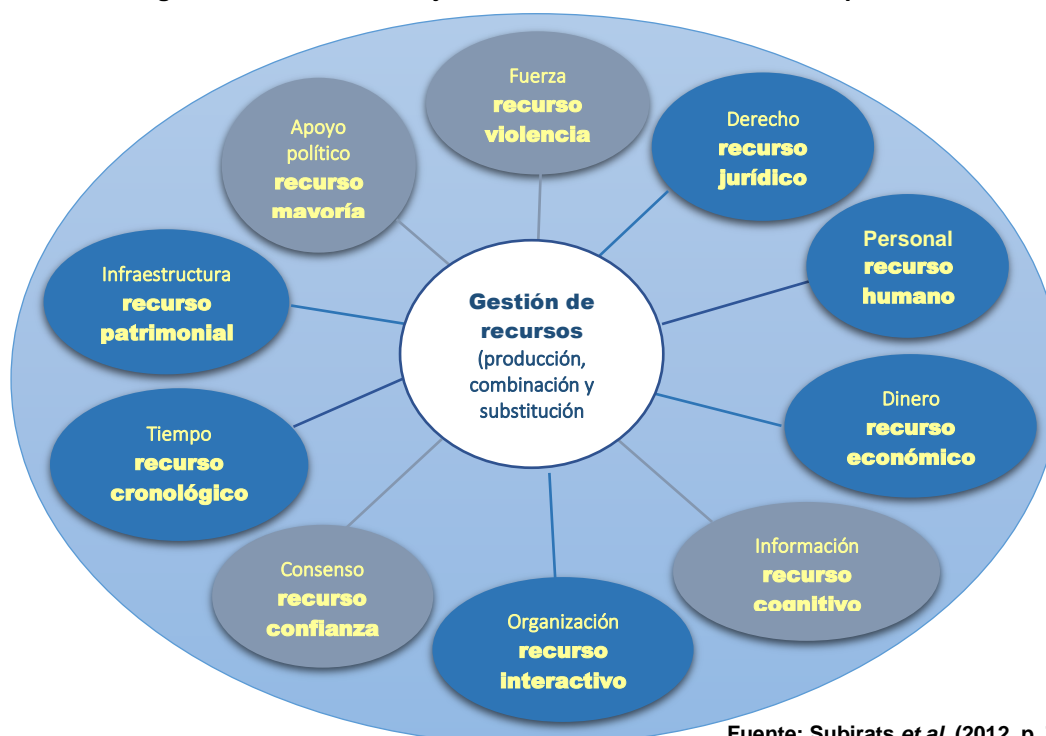 Fuerza
recurso
violencia
Apoyo
político
recurso
mayoría
Derecho
recurso
jurídico
Personal
recurso
humano
Infraestructura
recurso
patrimonial
Gestión de
recursos
(producción,
combinación y
substitución
Dinero
recurso
económico
Tiempo
recurso
cronológico
Información
recurso
cognitivo
Consenso
recurso
confianza
Organización
recurso
interactivo
Fuente: Subirats et al. (2012, p.